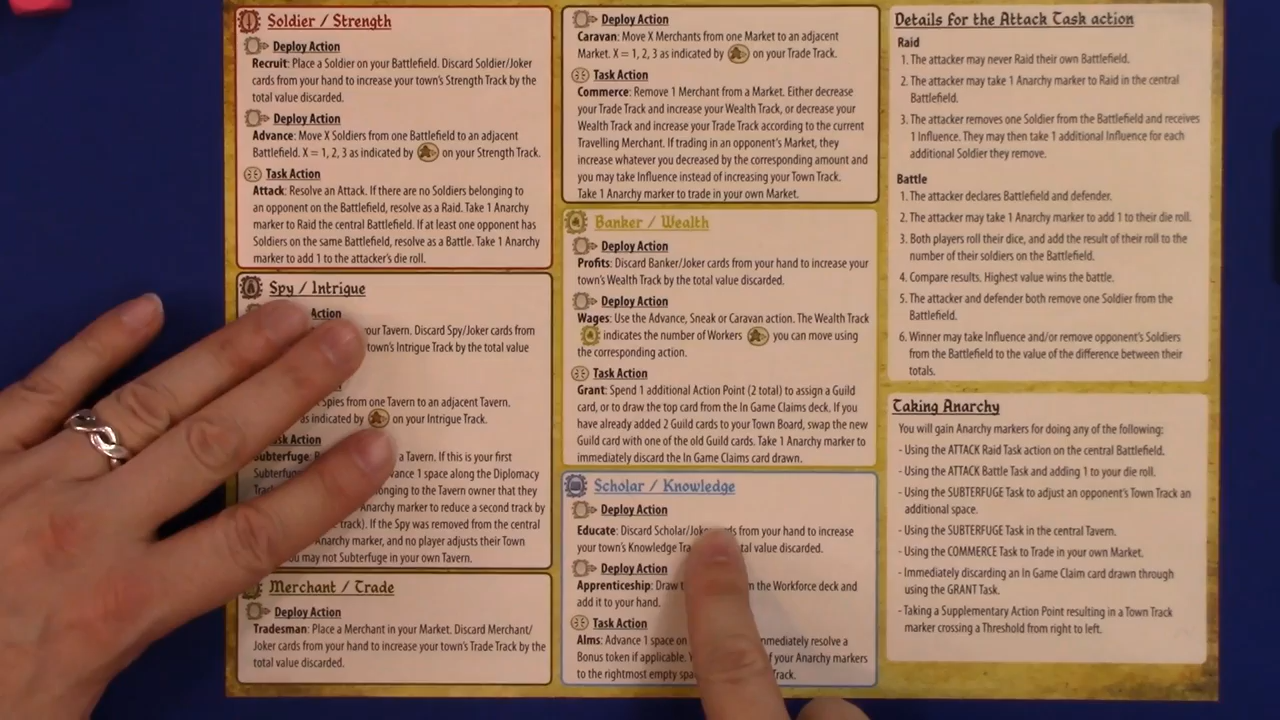 Soldier / Strength
Deploy Action
Recruit: Place a Soldier on your Battlefield. Discard Soldier/Joker
cards from your hand to increase your town's Strength Track by the
total value discarded.
Deploy Action
Advance: Move X Soldiers from one Battlefield to an adjacent
Battlefield. X = 1, 2, 3 as indicated by on your Strength Track.
Task Action
Attack: Resolve an Attack. If there are no Soldiers belonging to
an opponent on the Battlefield, resolve as a Raid. Take 1 Anarchy
marker to Raid the central Battlefield. If at least one opponent has
Soldiers on the same Battlefield, resolve as a Battle. Take 1 Anarchy
marker to add 1 to the attacker's die roll.
Spy / Intrigue
Action
your Tavern. Discard Spy/Joker cards from
town's Intrigue Track by the total value
Spies from one Tavern to an adjacent Tavern.
as indicated by on your Intrigue Track.
Task Action
Subterfuge: a Tavern. If this is your first
Subterfuge 1 space along the Diplomacy
to the Tavern owner that they
Anarchy marker to reduce a second track by
track). If the Spy was removed from the central
marker, and no player adjusts their Town
may not Subterfuge in your own Tavern.
Merchant / Trade
Deploy Action
Tradesman: Place a Merchant in your Market. Discard Merchant/
Joker cards from your hand to increase your town's Trade Track by the
total value discarded.
Deploy Action
Caravan: Move X Merchants from one Market to an adjacent
Market. X = 1, 2, 3 as indicated by on your Trade Track.
Task Action
Commerce: Remove 1 Merchant from a Market. Either decrease
your Trade Track and increase your Wealth Track, or decrease your
Wealth Track and increase your Trade Track according to the current
Travelling Merchant. If trading in an opponent's Market, they
increase whatever you decreased by the corresponding amount and
you may take Influence instead of increasing your Town Track.
Take 1 Anarchy marker to trade in your own Market.
Banker / Wealth
Deploy Action
Profits: Discard Banker/Joker cards from your hand to increase your
town's Wealth Track by the total value discarded.
Deploy Action
Wages: Use the Advance, Sneak or Caravan action. The Wealth Track
indicates the number of Workers you can move using
the corresponding action.
Task Action
Grant: Spend 1 additional Action Point (2 total) to assign a Guild
card, or to draw the top card from the In Game Claims deck. If you
have already added 2 Guild cards to your Town Board, swap the new
Guild card with one of the old Guild cards. Take 1 Anarchy marker to
immediately discard the In Game Claims card drawn.
Scholar / Knowledge
Deploy Action
Educate: Discard Scholar/Joker cards from your hand to increase
your town's Knowledge total value discarded.
Deploy Action
Apprenticeship: Draw the Workforce deck and
add it to your hand.
Task Action
Alms: Advance 1 space on immediately resolve a
Bonus token if applicable. of your Anarchy markers
to the rightmost empty Track.
Details for the Attack Task action
Raid
1. The attacker may never Raid their own Battlefield.
2. The attacker may take 1 Anarchy marker to Raid in the central
Battlefield.
3. The attacker removes one Soldier from the Battlefield and receives
1 Influence. They may then take 1 additional Influence for each
additional Soldier they remove.
Battle
1. The attacker declares Battlefield and defender.
2. The attacker may take 1 Anarchy marker to add 1 to their die roll.
3. Both players roll their dice, and add the result of their roll to the
number of their soldiers on the Battlefield.
4. Compare results. Highest value wins the battle.
5. The attacker and defender both remove one Soldier from the
Battlefield.
6. Winner may take Influence and/or remove opponent's Soldiers
from the Battlefield to the value of the difference between their
totals.
Taking Anarchy
You will gain Anarchy markers for doing any of the following:
- Using the ATTACK Raid Task action on the central Battlefield.
- Using the ATTACK Battle Task and adding 1 to your die roll.
- Using the SUBTERFUGE Task to adjust an opponent's Town Track an
additional space.
- Using the SUBTERFUGE Task in the central Tavern.
- Using the COMMERCE Task to Trade in your own Market.
- Immediately discarding an In Game Claim card drawn through
using the GRANT Task.
- Taking a Supplementary Action Point resulting in a Town Track
marker crossing a Threshold from right to left.